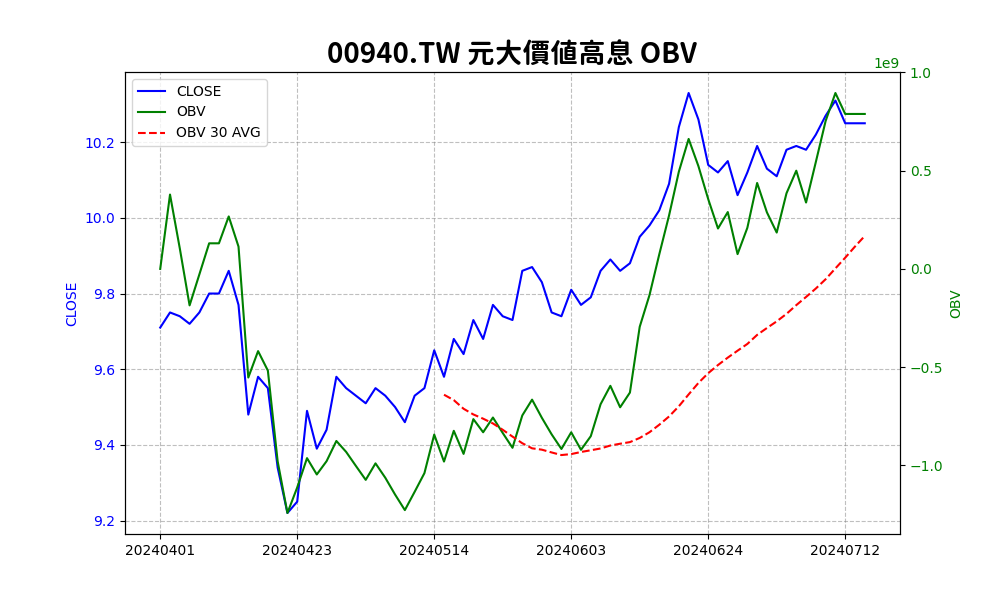 00940.TW 元大價值高息 OBV
1e9
CLOSE
OBV
OBV 30 AVG
10.2
10.0
9.8
9.6
9.4
9.2
CLOSE
1.0
0.5
0.0
−0.5
−1.0
OBV
20240401
20240423
20240514
20240603
20240624
20240712